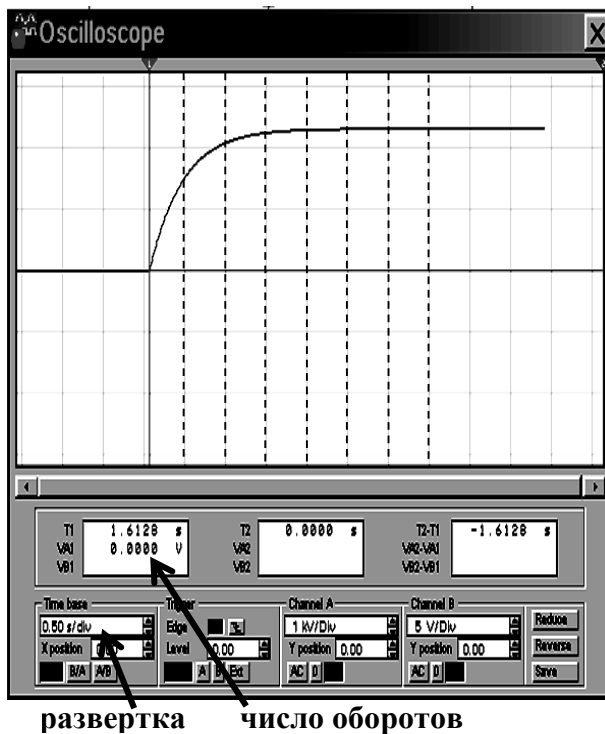 Oscilloscope
T1 1.6128 s
VA1 0.0000 V
VB1
T2 0.0000 s
VA2
VB2
T2-T1 -1.6128 s
VA2-VA1
VB2-VB1
Time base
0.50 s/div
X position 0.00
B/A A/B
Trigger
Edge
Level 0.00
A B Ext
Channel A
1 kV/Div
Y position 0.00
AC 0
Channel B
5 V/Div
Y position 0.00
AC 0
Reduce
Reverse
Save
развертка число оборотов